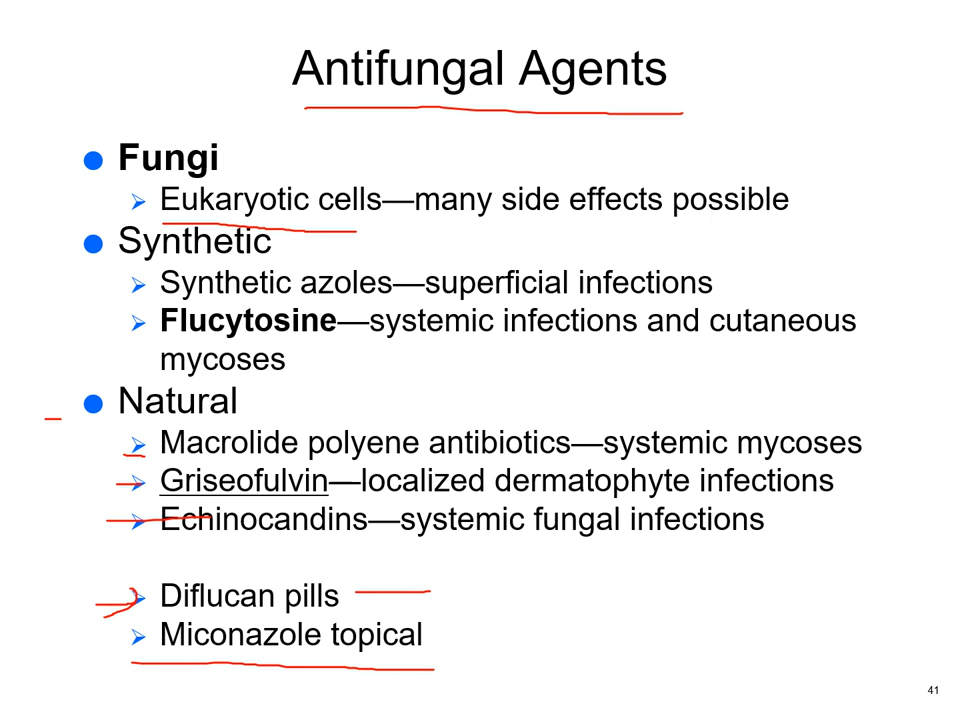 Antifungal Agents
Fungi
Eukaryotic cells—many side effects possible
Synthetic
Synthetic azoles—superficial infections
Flucytosine—systemic infections and cutaneous
mycoses
Natural
Macrolide polyene antibiotics—systemic mycoses
Griseofulvin—localized dermatophyte infections
Echinocandins—systemic fungal infections
Diflucan pills
Miconazole topical
41